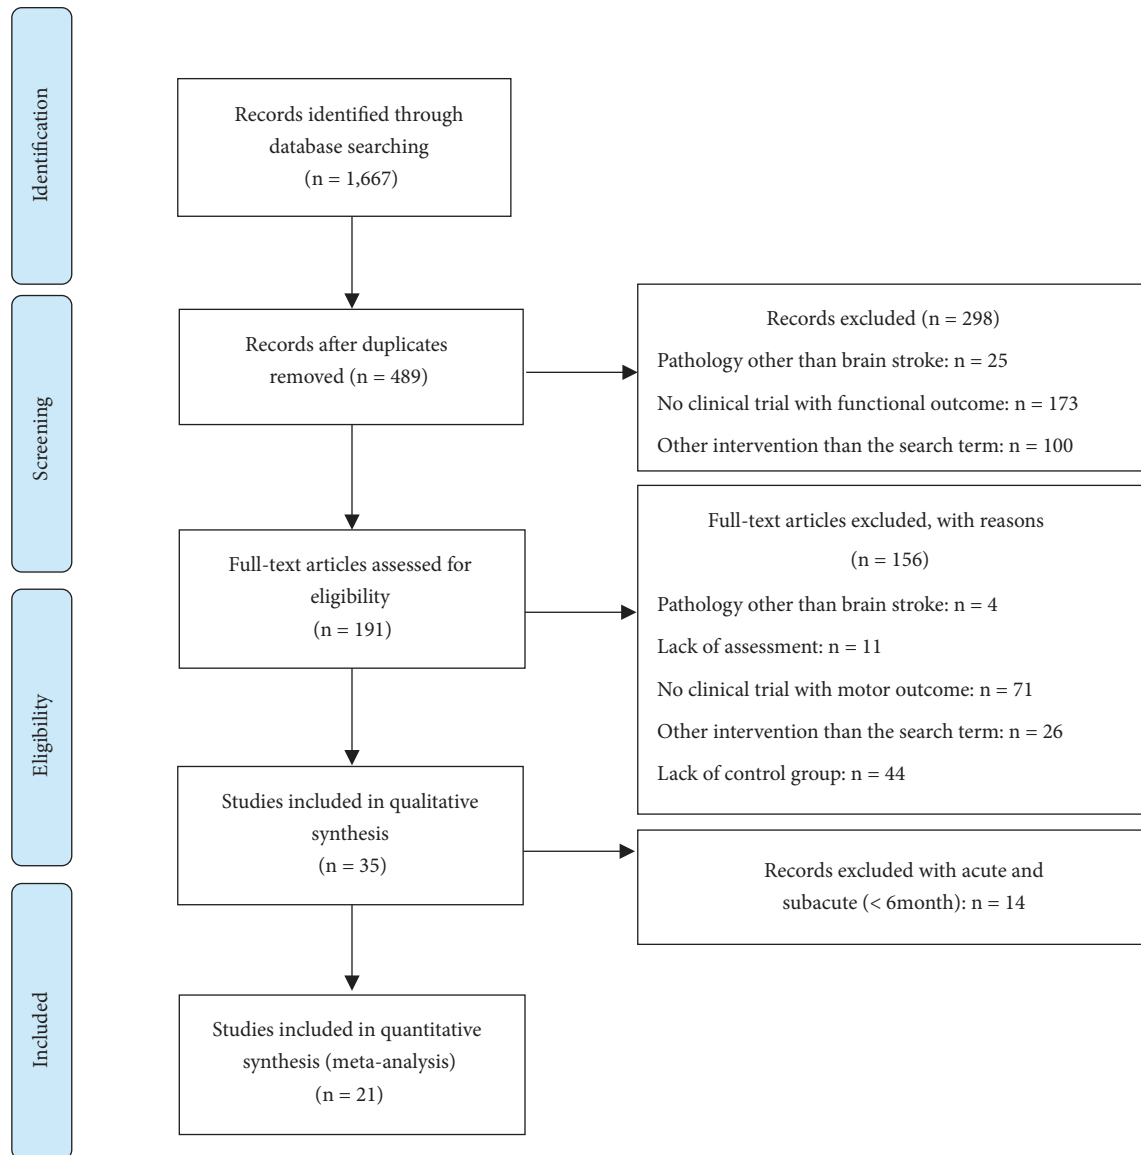 Identification
Records identified through
database searching
(n = 1,667)
Screening
Records after duplicates
removed (n = 489)
Records excluded (n = 298)
Pathology other than brain stroke: n = 25
No clinical trial with functional outcome: n = 173
Other intervention than the search term: n = 100
Full-text articles assessed for
eligibility
(n = 191)
Full-text articles excluded, with reasons
(n = 156)
Pathology other than brain stroke: n = 4
Lack of assessment: n = 11
No clinical trial with motor outcome: n = 71
Other intervention than the search term: n = 26
Lack of control group: n = 44
Eligibility
Studies included in qualitative
synthesis
(n = 35)
Records excluded with acute and
subacute (< 6month): n = 14
Included
Studies included in quantitative
synthesis (meta-analysis)
(n = 21)